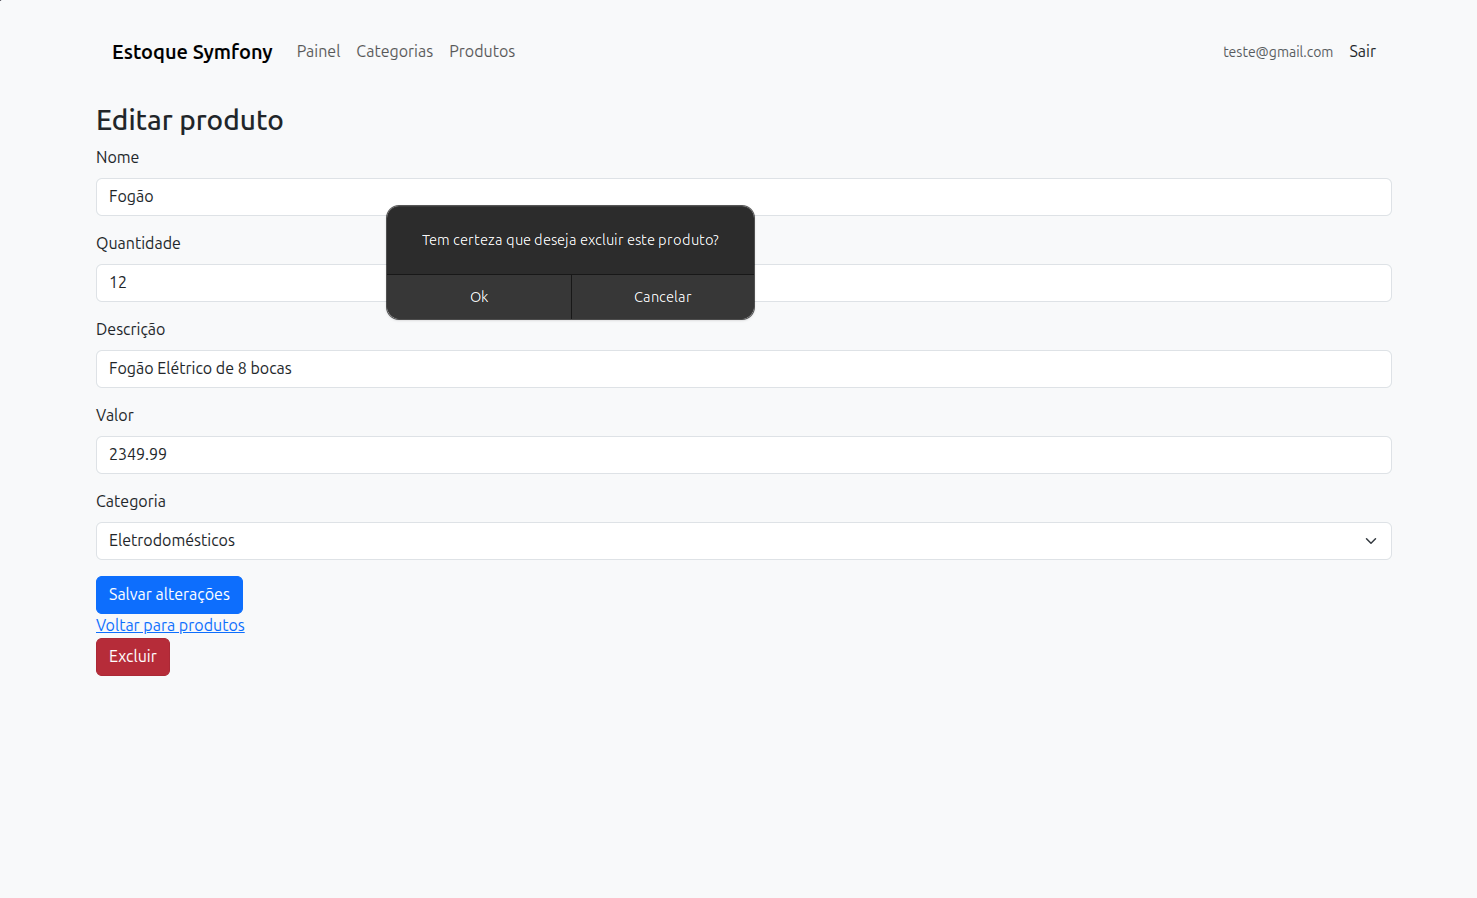 Estoque Symfony Painel Categorias Produtos teste@gmail.com Sair
Editar produto
Nome
Fogão
Tem certeza que deseja excluir este produto?
Ok Cancelar
Quantidade
12
Descrição
Fogão Elétrico de 8 bocas
Valor
2349.99
Categoria
Eletrodomésticos
Salvar alterações
Voltar para produtos
Excluir